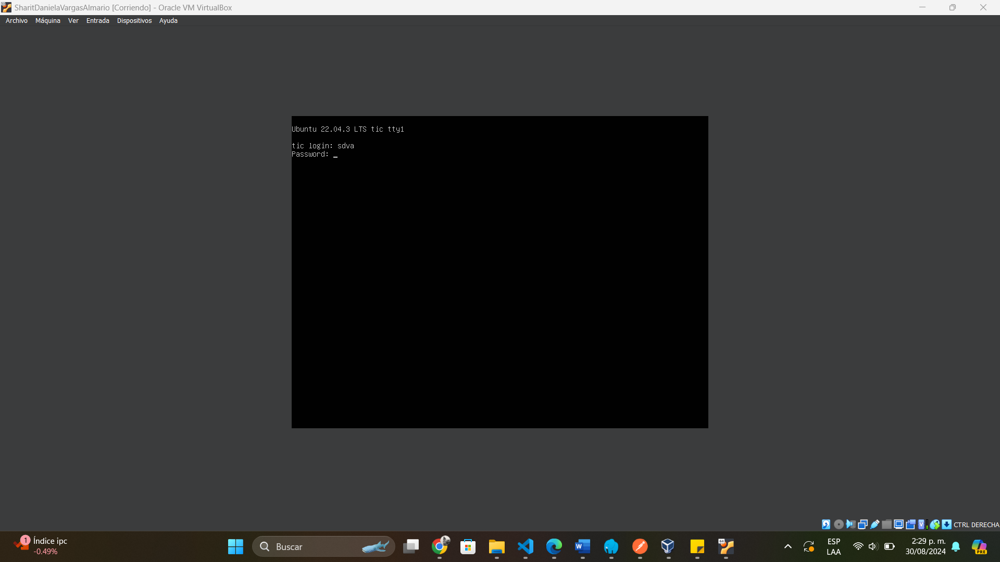 SharitDanielaVargasAlmario [Corriendo] - Oracle VM VirtualBox
Archivo Máquina Ver Entrada Dispositivos Ayuda
Ubuntu 22.04.3 LTS tic tty1
tic login: sdva
Password: _
CTRL DERECHA
1
Índice ipc
-0.49%
Buscar
ESP
LAA
2:29 p. m.
30/08/2024
PRE